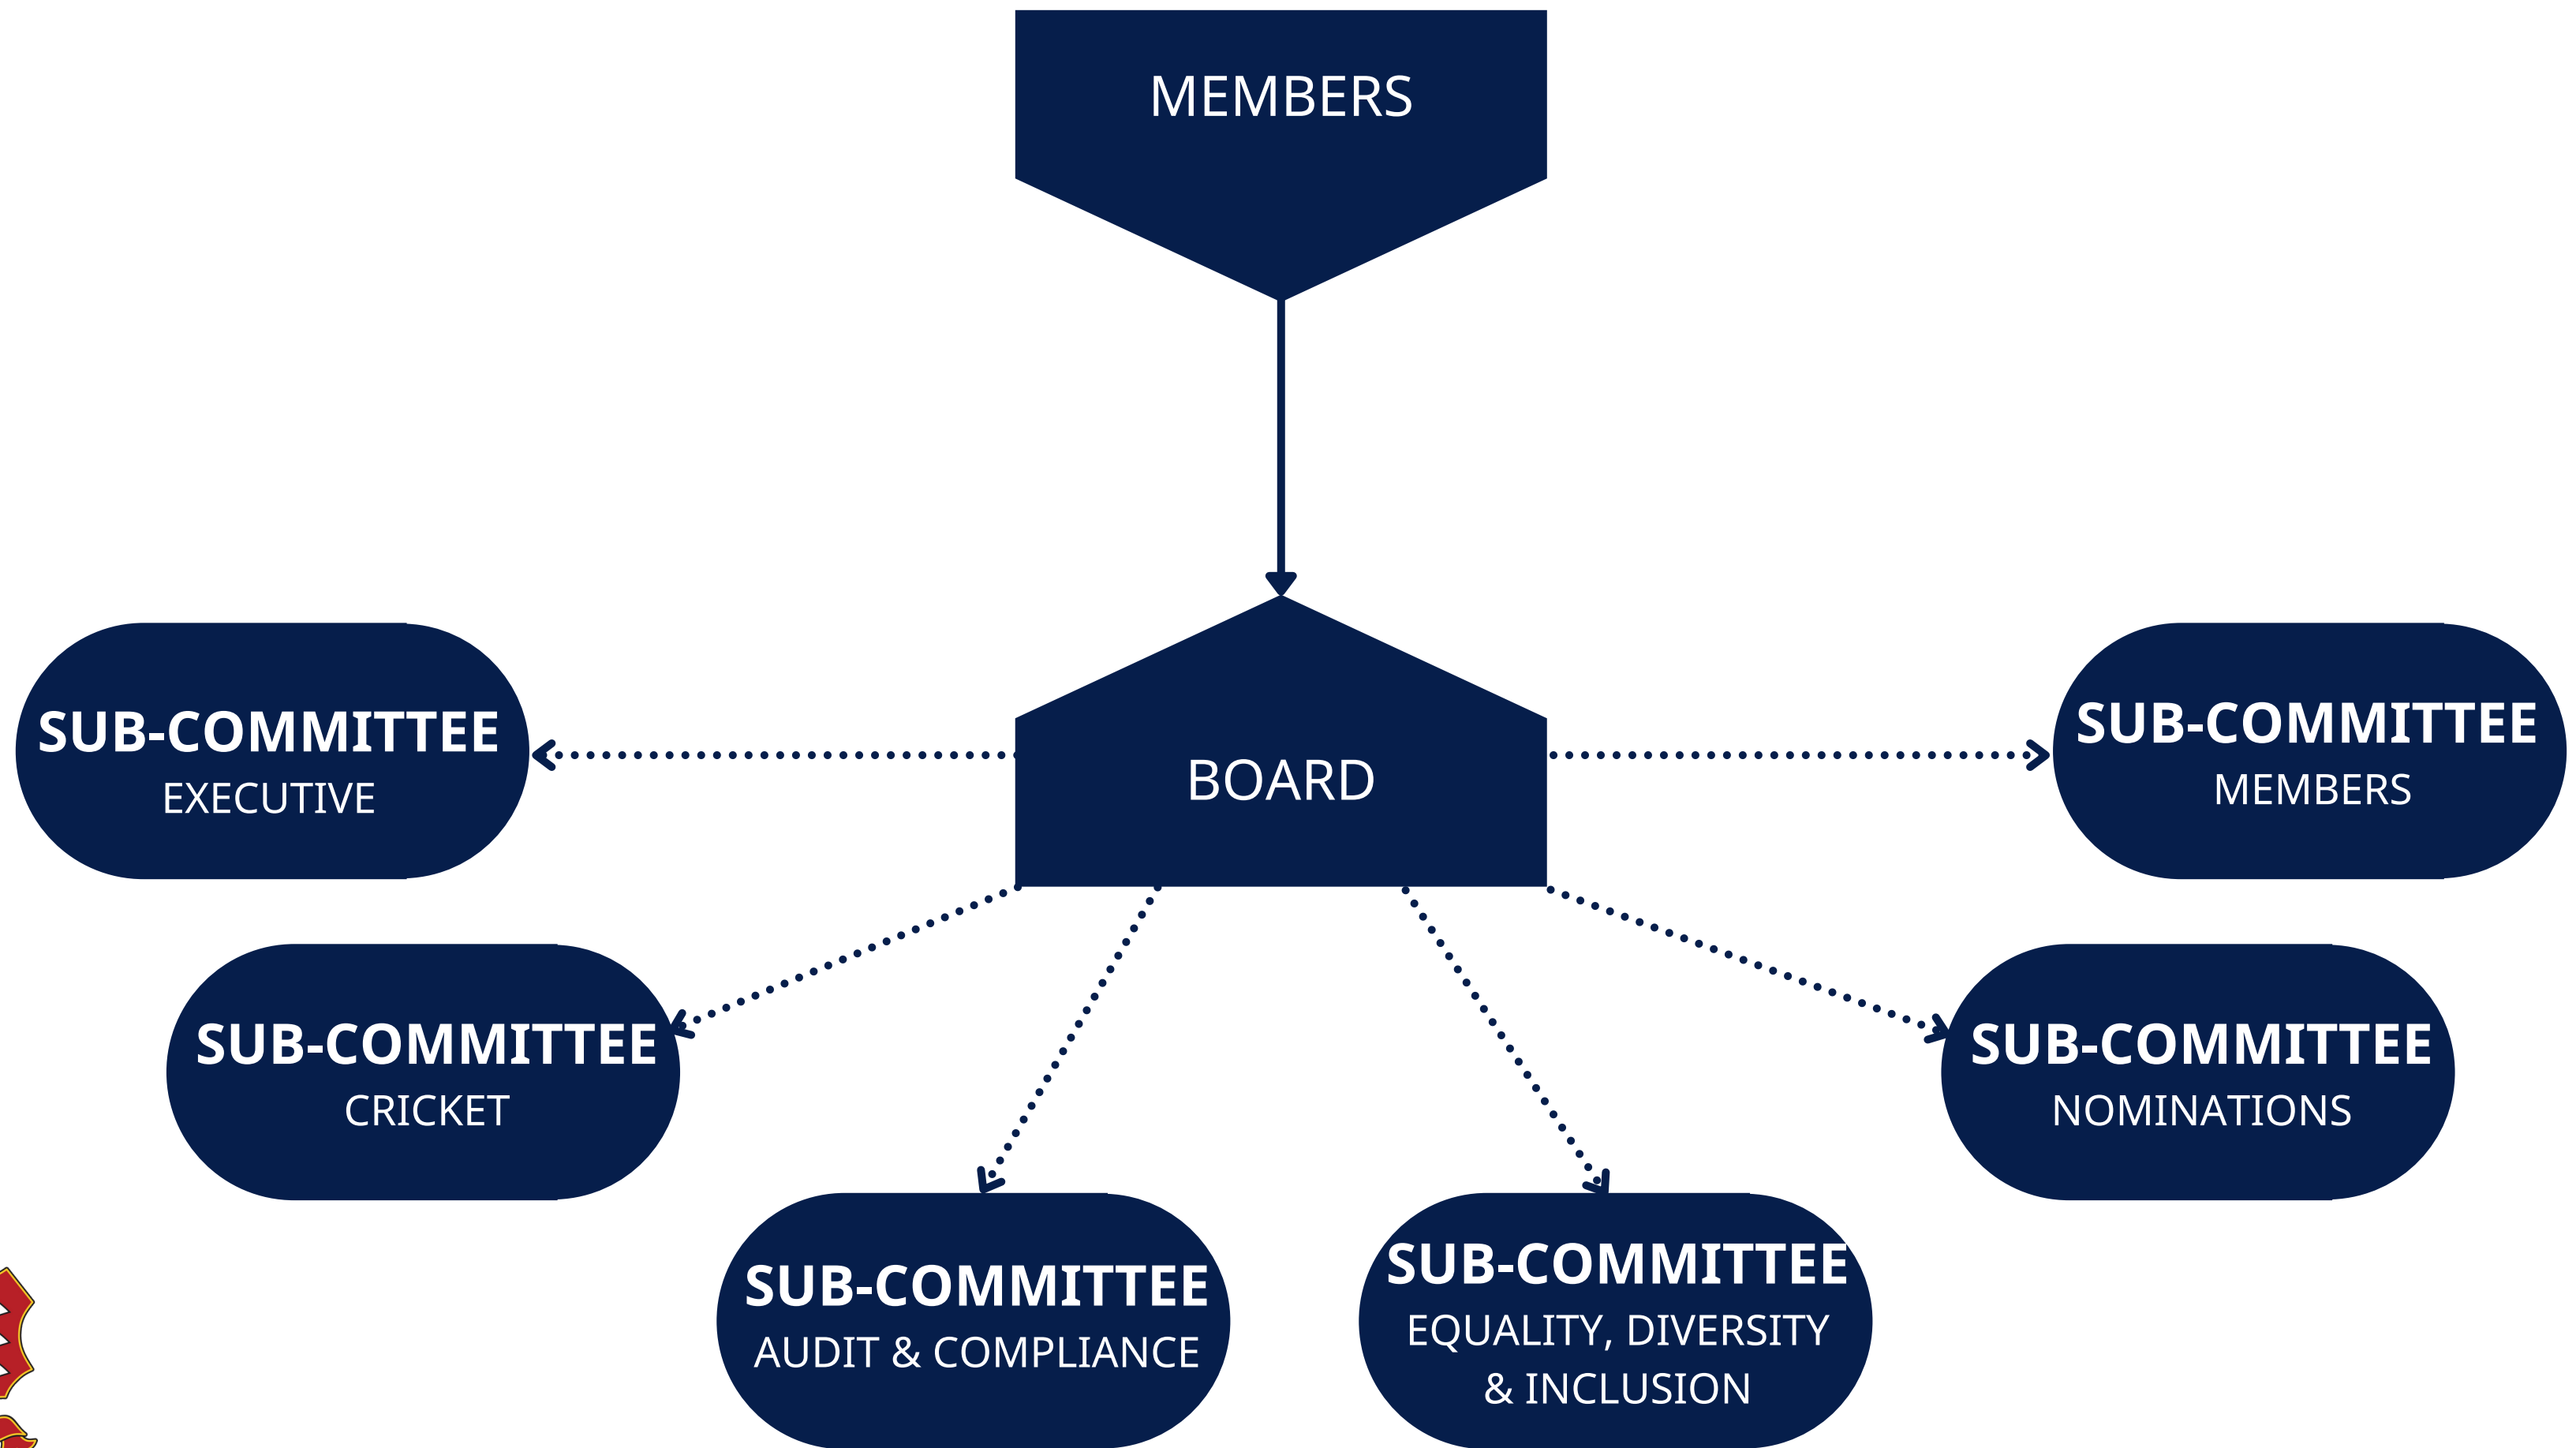 MEMBERS
BOARD
SUB-COMMITTEE
EXECUTIVE
SUB-COMMITTEE
MEMBERS
SUB-COMMITTEE
CRICKET
SUB-COMMITTEE
NOMINATIONS
SUB-COMMITTEE
AUDIT & COMPLIANCE
SUB-COMMITTEE
EQUALITY, DIVERSITY
& INCLUSION